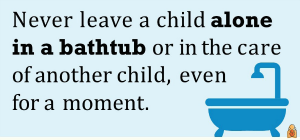 Never leave a child alone
in a bathtub or in the care
of another child, even
for a moment.